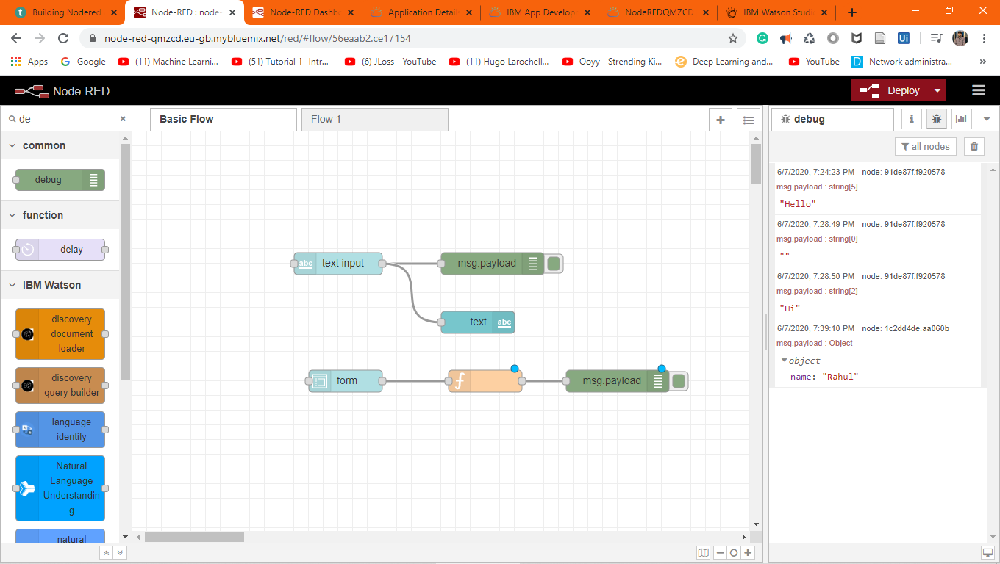 Building Nodered
Node-RED : node-
Node-RED Dashb
Application Detail
IBM App Develop
NodeREDQMZCD
IBM Watson Studi
node-red-qmzcd.eu-gb.mybluemix.net/red/#flow/56eaab2.ce17154
Apps
Google
(11) Machine Learni...
(51) Tutorial 1- Intr...
(6) JLoss - YouTube
(11) Hugo Larochell...
Ooyy - Strending Ki...
Deep Learning and...
YouTube
Network administra...
Node-RED
Deploy
de
common
debug
function
delay
IBM Watson
discovery
document
loader
discovery
query builder
language
identify
Natural
Language
Understandin
g
natural
Basic Flow
Flow 1
abc text input
msg.payload
text abc
form
msg.payload
debug
all nodes
6/7/2020, 7:24:23 PM node: 91de87f.f920578
msg.payload : string[5]
"Hello"
6/7/2020, 7:28:49 PM node: 91de87f.f920578
msg.payload : string[0]
""
6/7/2020, 7:28:50 PM node: 91de87f.f920578
msg.payload : string[2]
"Hi"
6/7/2020, 7:39:10 PM node: 1c2dd4de.aa060b
msg.payload : Object
object
name: "Rahul"